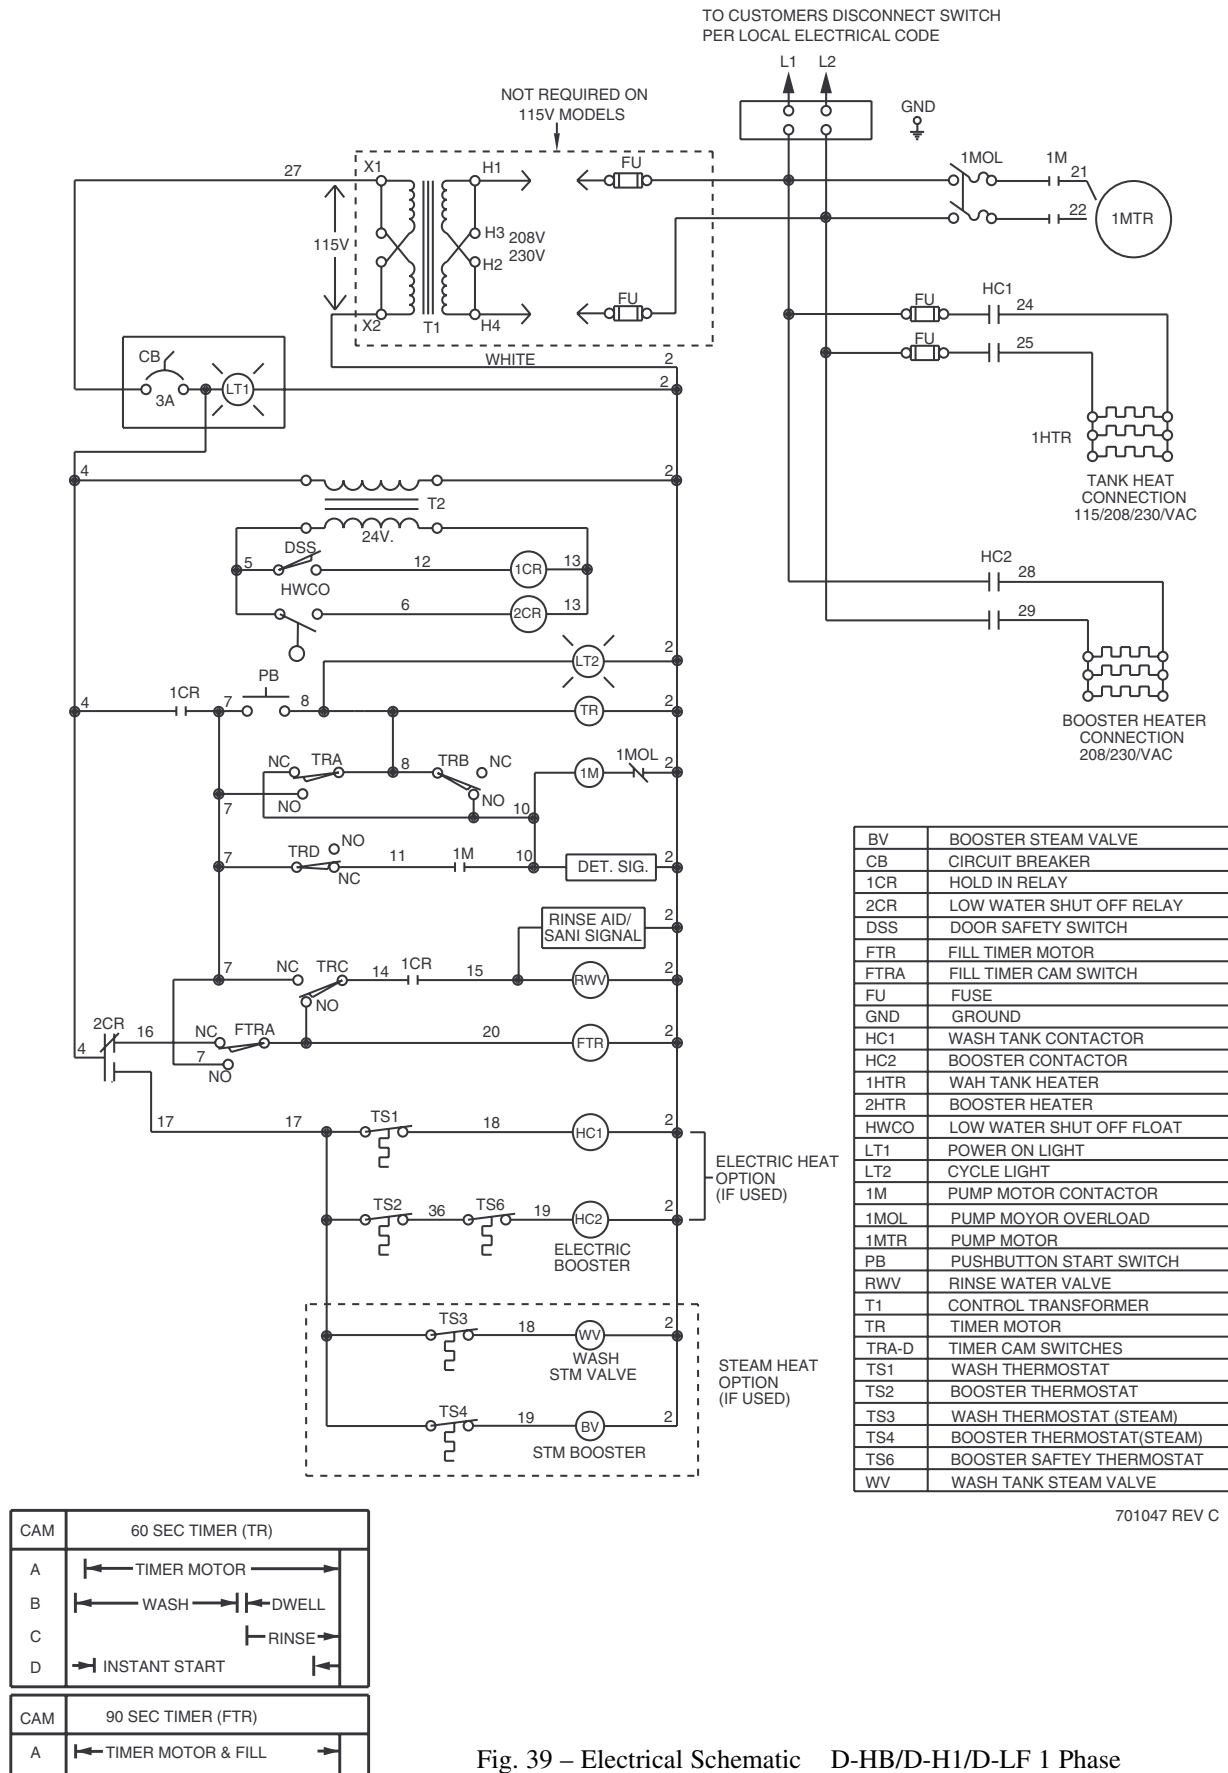 TO CUSTOMERS DISCONNECT SWITCH
PER LOCAL ELECTRICAL CODE
L1 L2
NOT REQUIRED ON
115V MODELS
GND
27 X1 H1 FU 1MOL 1M 21
22 1MTR
115V H3 208V
H2 230V
X2 T1 H4 FU
FU HC1 24
FU 25
WHITE 2
CB
3A LT1 2
1HTR
TANK HEAT
CONNECTION
115/208/230/VAC
4 2
T2
24V.
DSS
5 12 1CR 13
HWCO
6 2CR 13
HC2
28
29
LT2 2
PB
4 1CR 7 8 TR 2
BOOSTER HEATER
CONNECTION
208/230/VAC
NC TRA 8 TRB NC 1M 1MOL 2
NO NO
7 10
7 TRD NO 11 1M 10 DET. SIG. 2
NC
RINSE AID/
SANI SIGNAL 2
7 NC TRC 14 1CR 15 RWV 2
NO
2CR 16 NC FTRA 20 FTR 2
4 7
NO
17 17 TS1 18 HC1 2
ELECTRIC HEAT
OPTION
(IF USED)
TS2 36 TS6 19 HC2 2
ELECTRIC
BOOSTER
TS3 18 WV 2
WASH
STM VALVE
STEAM HEAT
OPTION
(IF USED)
TS4 19 BV 2
STM BOOSTER
BV BOOSTER STEAM VALVE
CB CIRCUIT BREAKER
1CR HOLD IN RELAY
2CR LOW WATER SHUT OFF RELAY
DSS DOOR SAFETY SWITCH
FTR FILL TIMER MOTOR
FTRA FILL TIMER CAM SWITCH
FU FUSE
GND GROUND
HC1 WASH TANK CONTACTOR
HC2 BOOSTER CONTACTOR
1HTR WAH TANK HEATER
2HTR BOOSTER HEATER
HWCO LOW WATER SHUT OFF FLOAT
LT1 POWER ON LIGHT
LT2 CYCLE LIGHT
1M PUMP MOTOR CONTACTOR
1MOL PUMP MOYOR OVERLOAD
1MTR PUMP MOTOR
PB PUSHBUTTON START SWITCH
RWV RINSE WATER VALVE
T1 CONTROL TRANSFORMER
TR TIMER MOTOR
TRA-D TIMER CAM SWITCHES
TS1 WASH THERMOSTAT
TS2 BOOSTER THERMOSTAT
TS3 WASH THERMOSTAT (STEAM)
TS4 BOOSTER THERMOSTAT(STEAM)
TS6 BOOSTER SAFTEY THERMOSTAT
WV WASH TANK STEAM VALVE
701047 REV C
CAM 60 SEC TIMER (TR)
A TIMER MOTOR
B WASH DWELL
C RINSE
D INSTANT START
CAM 90 SEC TIMER (FTR)
A TIMER MOTOR & FILL
Fig. 39 – Electrical Schematic D-HB/D-H1/D-LF 1 Phase